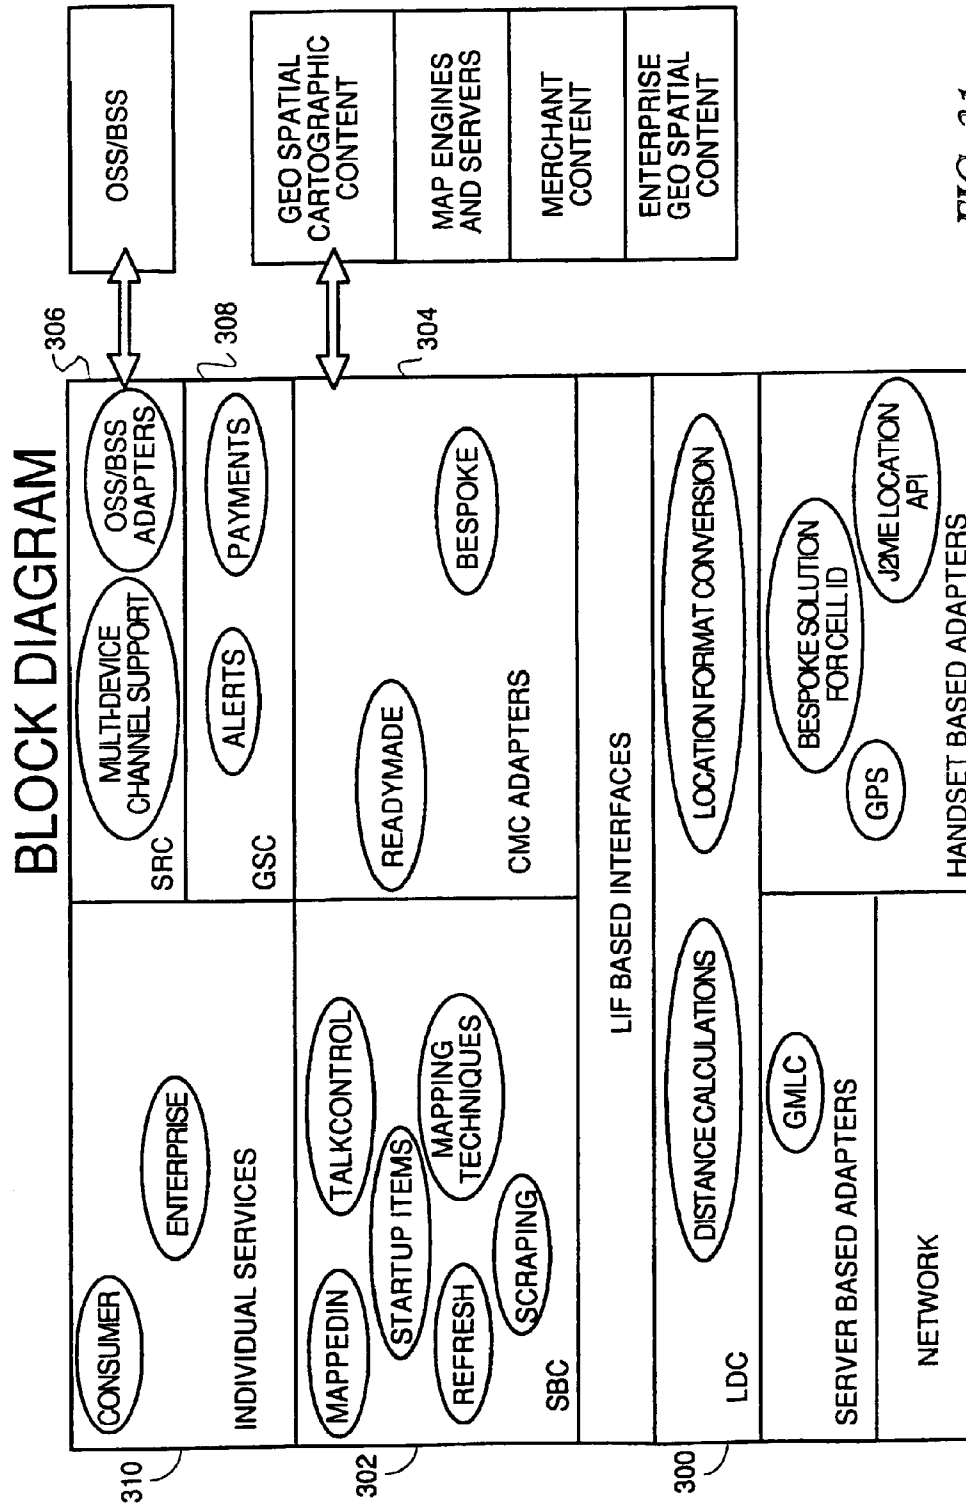 BLOCK DIAGRAM
310
CONSUMER
ENTERPRISE
INDIVIDUAL SERVICES
306
MULTI-DEVICE
CHANNEL SUPPORT
OSS/BSS
ADAPTERS
SRC
OSS/BSS
308
ALERTS
PAYMENTS
GSC
302
MAPPEDIN
TALKCONTROL
STARTUP ITEMS
REFRESH
MAPPING
TECHNIQUES
SCRAPING
SBC
304
READYMADE
BESPOKE
CMC ADAPTERS
GEO SPATIAL
CARTOGRAPHIC
CONTENT
MAP ENGINES
AND SERVERS
MERCHANT
CONTENT
ENTERPRISE
GEO SPATIAL
CONTENT
LIF BASED INTERFACES
300
DISTANCE CALCULATIONS
LOCATION FORMAT CONVERSION
LDC
GMLC
SERVER BASED ADAPTERS
NETWORK
BESPOKE SOLUTION
FOR CELL ID
GPS
J2ME LOCATION
API
HANDSET BASED ADAPTERS